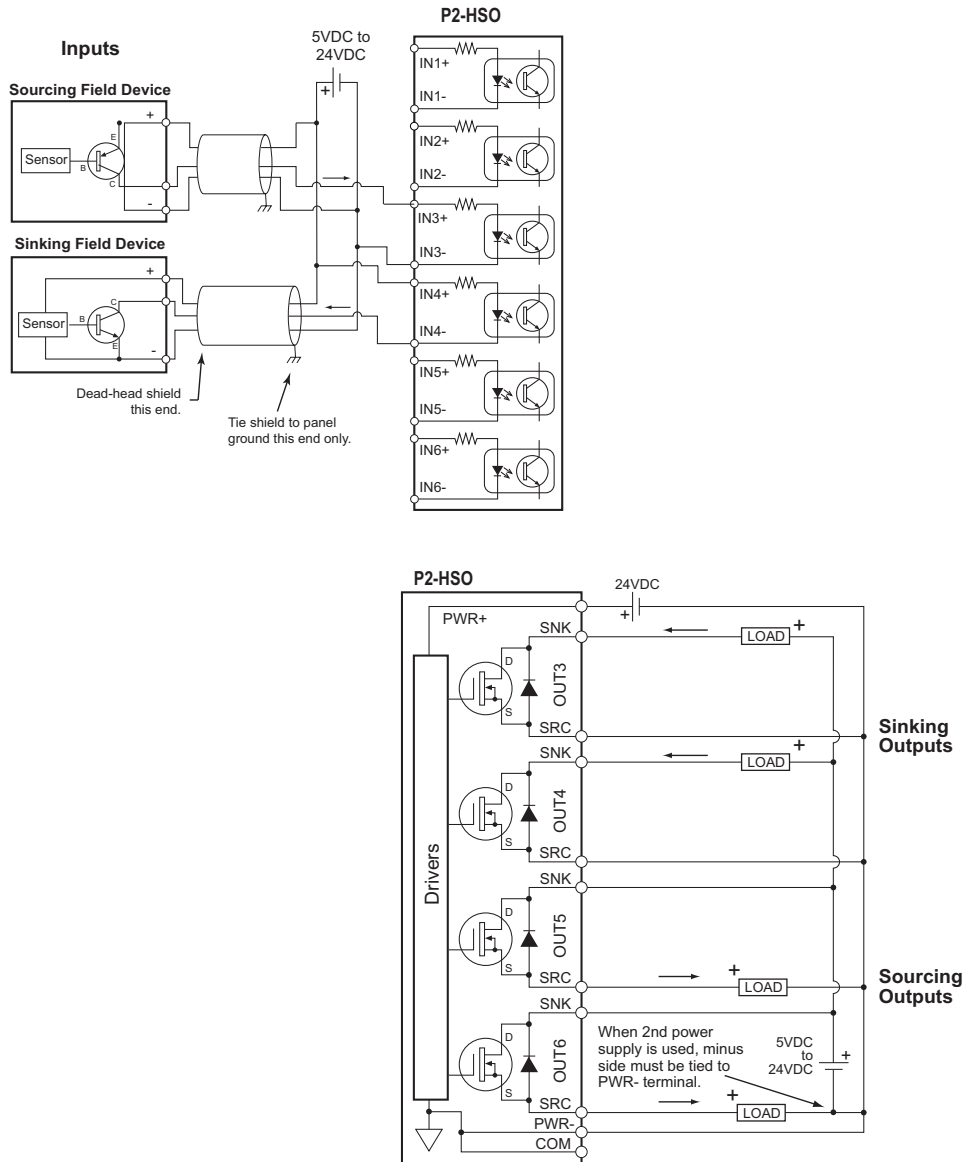 P2-HSO
Inputs
5VDC to
24VDC
+
Sourcing Field Device
+
E
Sensor
B
C
-
Sinking Field Device
+
C
Sensor
B
E
-
Dead-head shield
this end.
Tie shield to panel
ground this end only.
IN1+
IN1-
IN2+
IN2-
IN3+
IN3-
IN4+
IN4-
IN5+
IN5-
IN6+
IN6-
P2-HSO
24VDC
+
PWR+
SNK
LOAD
+
D
OUT3
S
SRC
Sinking
Outputs
SNK
LOAD
+
D
OUT4
S
SRC
Drivers
SNK
D
OUT5
S
SRC
+
LOAD
Sourcing
Outputs
SNK
D
OUT6
S
SRC
When 2nd power
supply is used, minus
side must be tied to
PWR- terminal.
5VDC
to
24VDC
+
+
LOAD
PWR-
COM